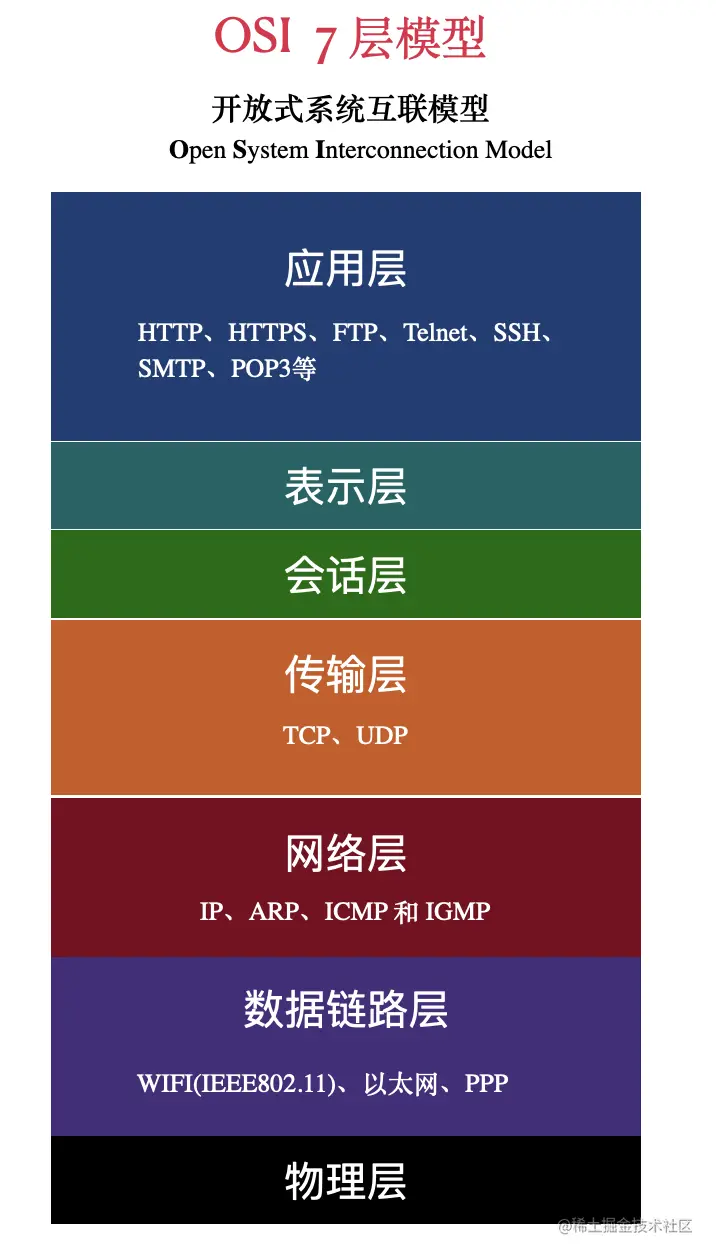 OSI 7 层模型
开放式系统互联模型
Open System Interconnection Model
应用层
HTTP、HTTPS、FTP、Telnet、SSH、
SMTP、POP3等
表示层
会话层
传输层
TCP、UDP
网络层
IP、ARP、ICMP 和 IGMP
数据链路层
WIFI(IEEE802.11)、以太网、PPP
物理层
@稀土掘金技术社区